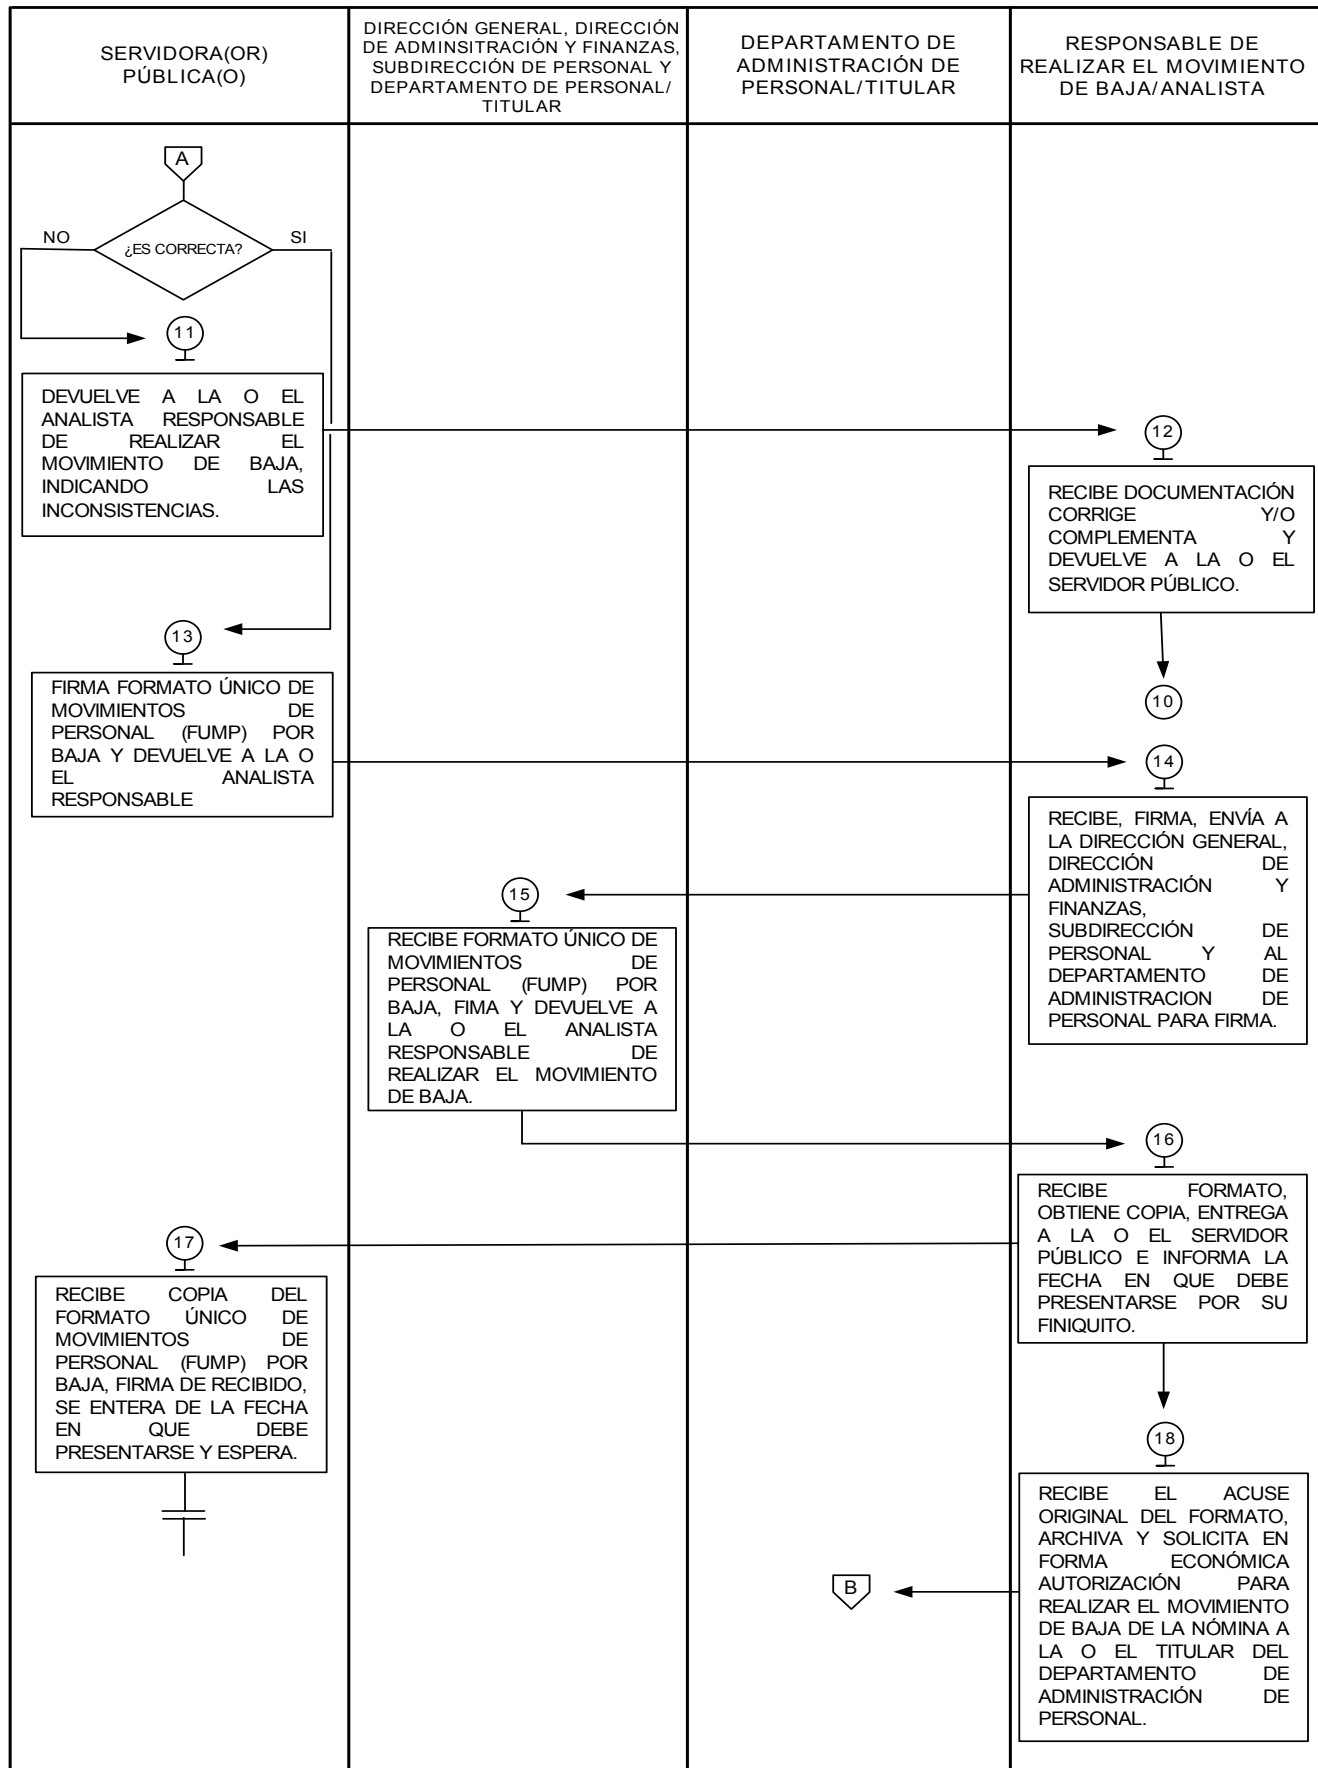 SERVIDORA(OR)
PÚBLICA(O)
DIRECCIÓN GENERAL, DIRECCIÓN
DE ADMINSITRACIÓN Y FINANZAS,
SUBDIRECCIÓN DE PERSONAL Y
DEPARTAMENTO DE PERSONAL/
TITULAR
DEPARTAMENTO DE
ADMINISTRACIÓN DE
PERSONAL/TITULAR
RESPONSABLE DE
REALIZAR EL MOVIMIENTO
DE BAJA/ANALISTA
A
NO
¿ES CORRECTA?
SI
11
DEVUELVE A LA O EL
ANALISTA RESPONSABLE
DE REALIZAR EL
MOVIMIENTO DE BAJA,
INDICANDO LAS
INCONSISTENCIAS.
12
RECIBE DOCUMENTACIÓN
CORRIGE Y/O
COMPLEMENTA Y
DEVUELVE A LA O EL
SERVIDOR PÚBLICO.
10
13
FIRMA FORMATO ÚNICO DE
MOVIMIENTOS DE
PERSONAL (FUMP) POR
BAJA Y DEVUELVE A LA O
EL ANALISTA
RESPONSABLE
14
RECIBE, FIRMA, ENVÍA A
LA DIRECCIÓN GENERAL,
DIRECCIÓN DE
ADMINISTRACIÓN Y
FINANZAS,
SUBDIRECCIÓN DE
PERSONAL Y AL
DEPARTAMENTO DE
ADMINISTRACION DE
PERSONAL PARA FIRMA.
15
RECIBE FORMATO ÚNICO DE
MOVIMIENTOS DE
PERSONAL (FUMP) POR
BAJA, FIMA Y DEVUELVE A
LA O EL ANALISTA
RESPONSABLE DE
REALIZAR EL MOVIMIENTO
DE BAJA.
16
RECIBE FORMATO,
OBTIENE COPIA, ENTREGA
A LA O EL SERVIDOR
PÚBLICO E INFORMA LA
FECHA EN QUE DEBE
PRESENTARSE POR SU
FINIQUITO.
17
RECIBE COPIA DEL
FORMATO ÚNICO DE
MOVIMIENTOS DE
PERSONAL (FUMP) POR
BAJA, FIRMA DE RECIBIDO,
SE ENTERA DE LA FECHA
EN QUE DEBE
PRESENTARSE Y ESPERA.
18
RECIBE EL ACUSE
ORIGINAL DEL FORMATO,
ARCHIVA Y SOLICITA EN
FORMA ECONÓMICA
AUTORIZACIÓN PARA
REALIZAR EL MOVIMIENTO
DE BAJA DE LA NÓMINA A
LA O EL TITULAR DEL
DEPARTAMENTO DE
ADMINISTRACIÓN DE
PERSONAL.
B